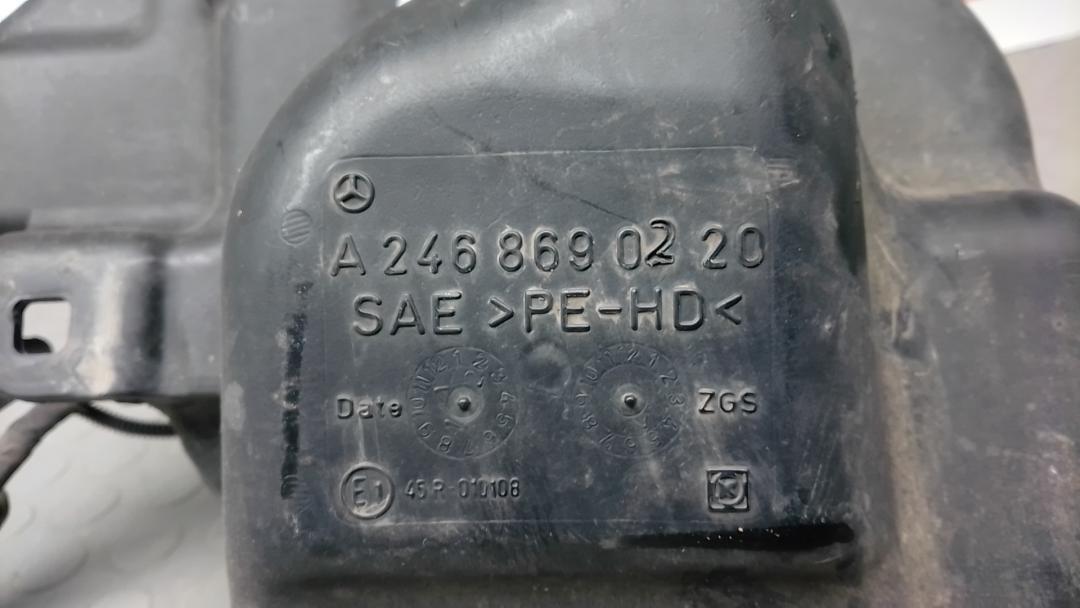 A 246 869 02 20
SAE >PE-HD<
Date
ZGS
E1 45 R-010108